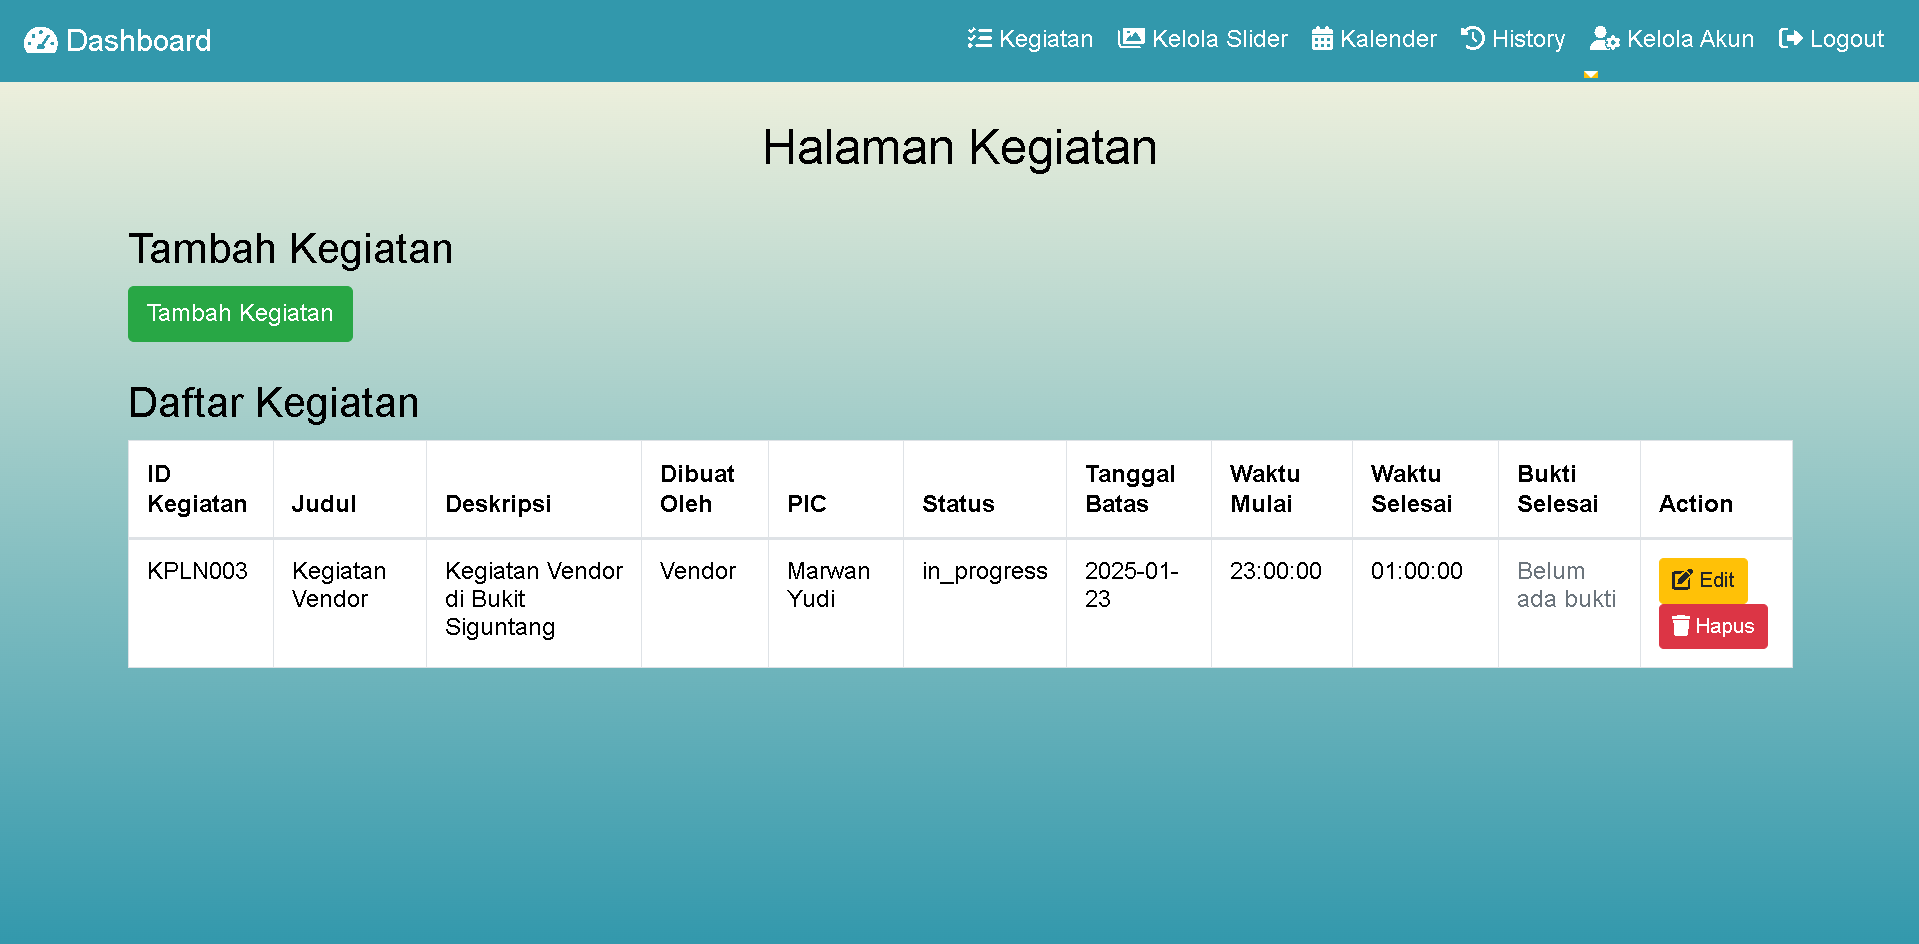 Dashboard Kegiatan Kelola Slider Kalender History Kelola Akun Logout
Halaman Kegiatan
Tambah Kegiatan
Tambah Kegiatan
Daftar Kegiatan
ID Kegiatan Judul Deskripsi Dibuat Oleh PIC Status Tanggal Batas Waktu Mulai Waktu Selesai Bukti Selesai Action
KPLN003 Kegiatan Vendor Kegiatan Vendor di Bukit Siguntang Vendor Marwan Yudi in_progress 2025-01-23 23:00:00 01:00:00 Belum ada bukti Edit
Hapus